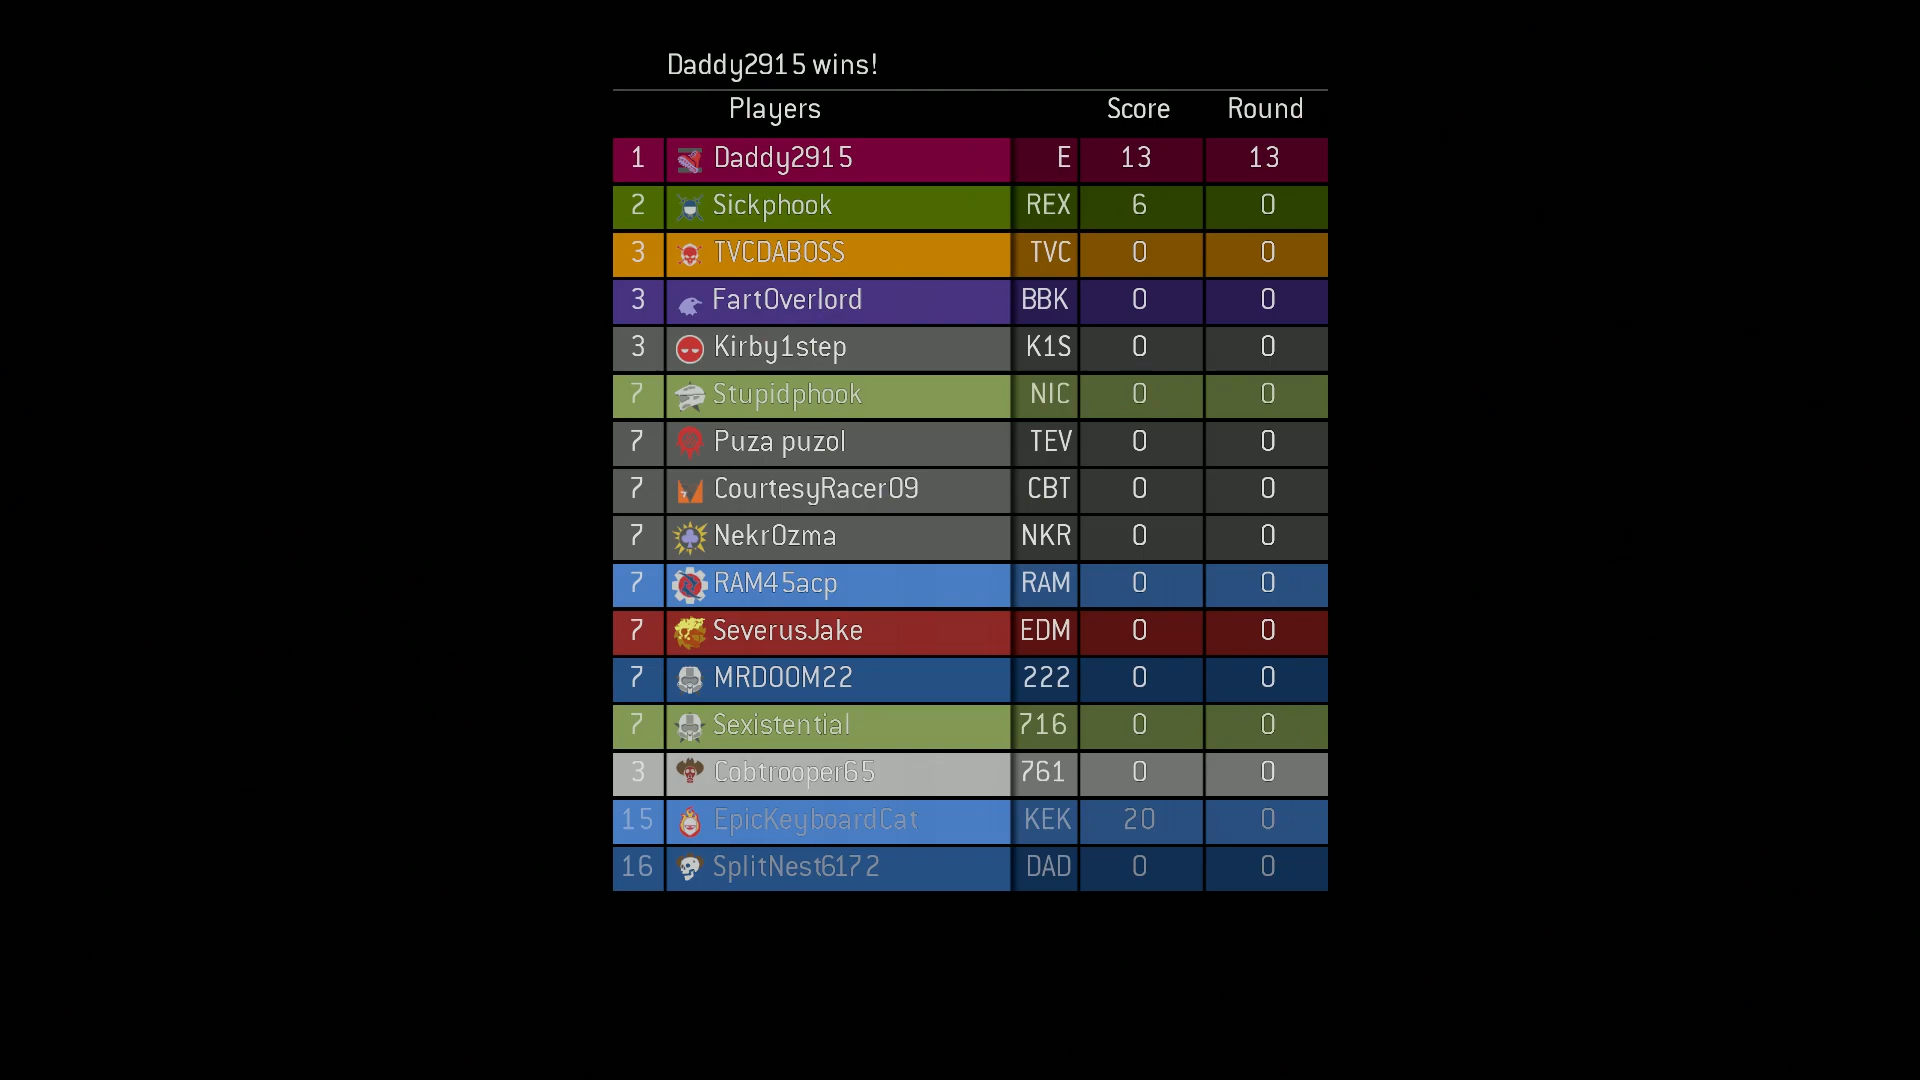 Daddy2915 wins!
Players Score Round
1 Daddy2915 E 13 13
2 Sickphook REX 6 0
3 TVCDABOSS TVC 0 0
3 FartOverlord BBK 0 0
3 Kirby1step K1S 0 0
7 Stupidphook NIC 0 0
7 Puza puzol TEV 0 0
7 CourtesyRacer09 CBT 0 0
7 Nekr0zma NKR 0 0
7 RAM45acp RAM 0 0
7 SeverusJake EDM 0 0
7 MRDOOM22 222 0 0
7 Sexistential 716 0 0
3 Cobtrooper65 761 0 0
15 EpicKeyboardCat KEK 20 0
16 SplitNest6172 DAD 0 0